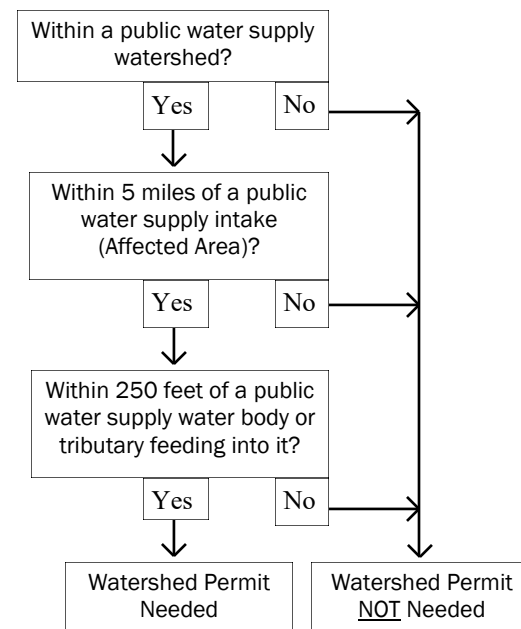 Within a public water supply
watershed?
Yes
No
Within 5 miles of a public
water supply intake
(Affected Area)?
Yes
No
Within 250 feet of a public
water supply water body or
tributary feeding into it?
Yes
No
Watershed Permit
Needed
Watershed Permit
NOT Needed